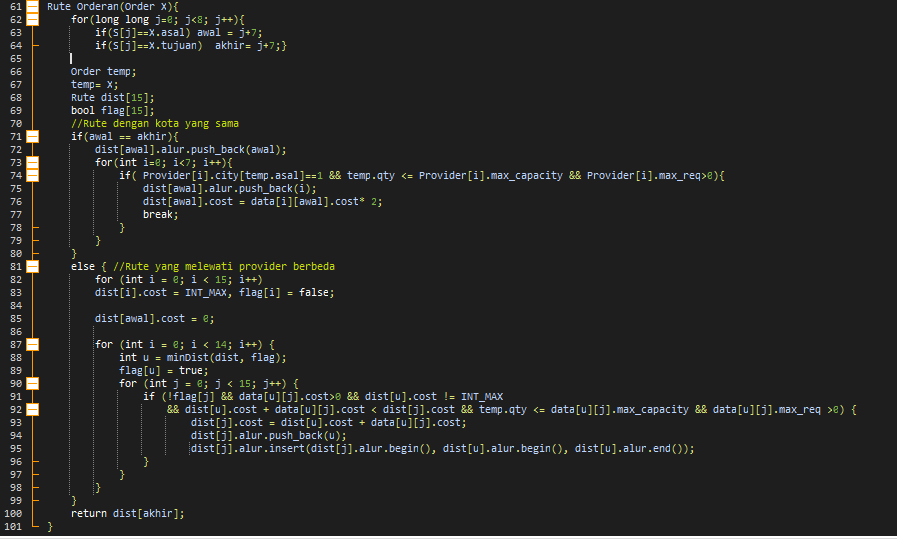 61 Rute Orderan(Order X){
62 for(long long j=0; j<8; j++){
63 if(S[j]==X.asal) awal = j+7;
64 if(S[j]==X.tujuan)  akhir= j+7;}
65
66 Order temp;
67 temp= X;
68 Rute dist[15];
69 bool flag[15];
70 //Rute dengan kota yang sama
71 if(awal == akhir){
72 dist[awal].alur.push_back(awal);
73 for(int i=0; i<7; i++){
74 if( Provider[i].city[temp.asal]==1 && temp.qty <= Provider[i].max_capacity && Provider[i].max_req>0){
75 dist[awal].alur.push_back(i);
76 dist[awal].cost = data[i][awal].cost* 2;
77 break;
78 }
79 }
80 }
81 else { //Rute yang melewati provider berbeda
82 for (int i = 0; i < 15; i++)
83 dist[i].cost = INT_MAX, flag[i] = false;
84
85 dist[awal].cost = 0;
86
87 for (int i = 0; i < 14; i++) {
88 int u = minDist(dist, flag);
89 flag[u] = true;
90 for (int j = 0; j < 15; j++) {
91 if (!flag[j] && data[u][j].cost>0 && dist[u].cost != INT_MAX
92 && dist[u].cost + data[u][j].cost < dist[j].cost && temp.qty <= data[u][j].max_capacity && data[u][j].max_req >0) {
93 dist[j].cost = dist[u].cost + data[u][j].cost;
94 dist[j].alur.push_back(u);
95 dist[j].alur.insert(dist[j].alur.begin(), dist[u].alur.begin(), dist[u].alur.end());
96 }
97 }
98 }
99 }
100 return dist[akhir];
101 }